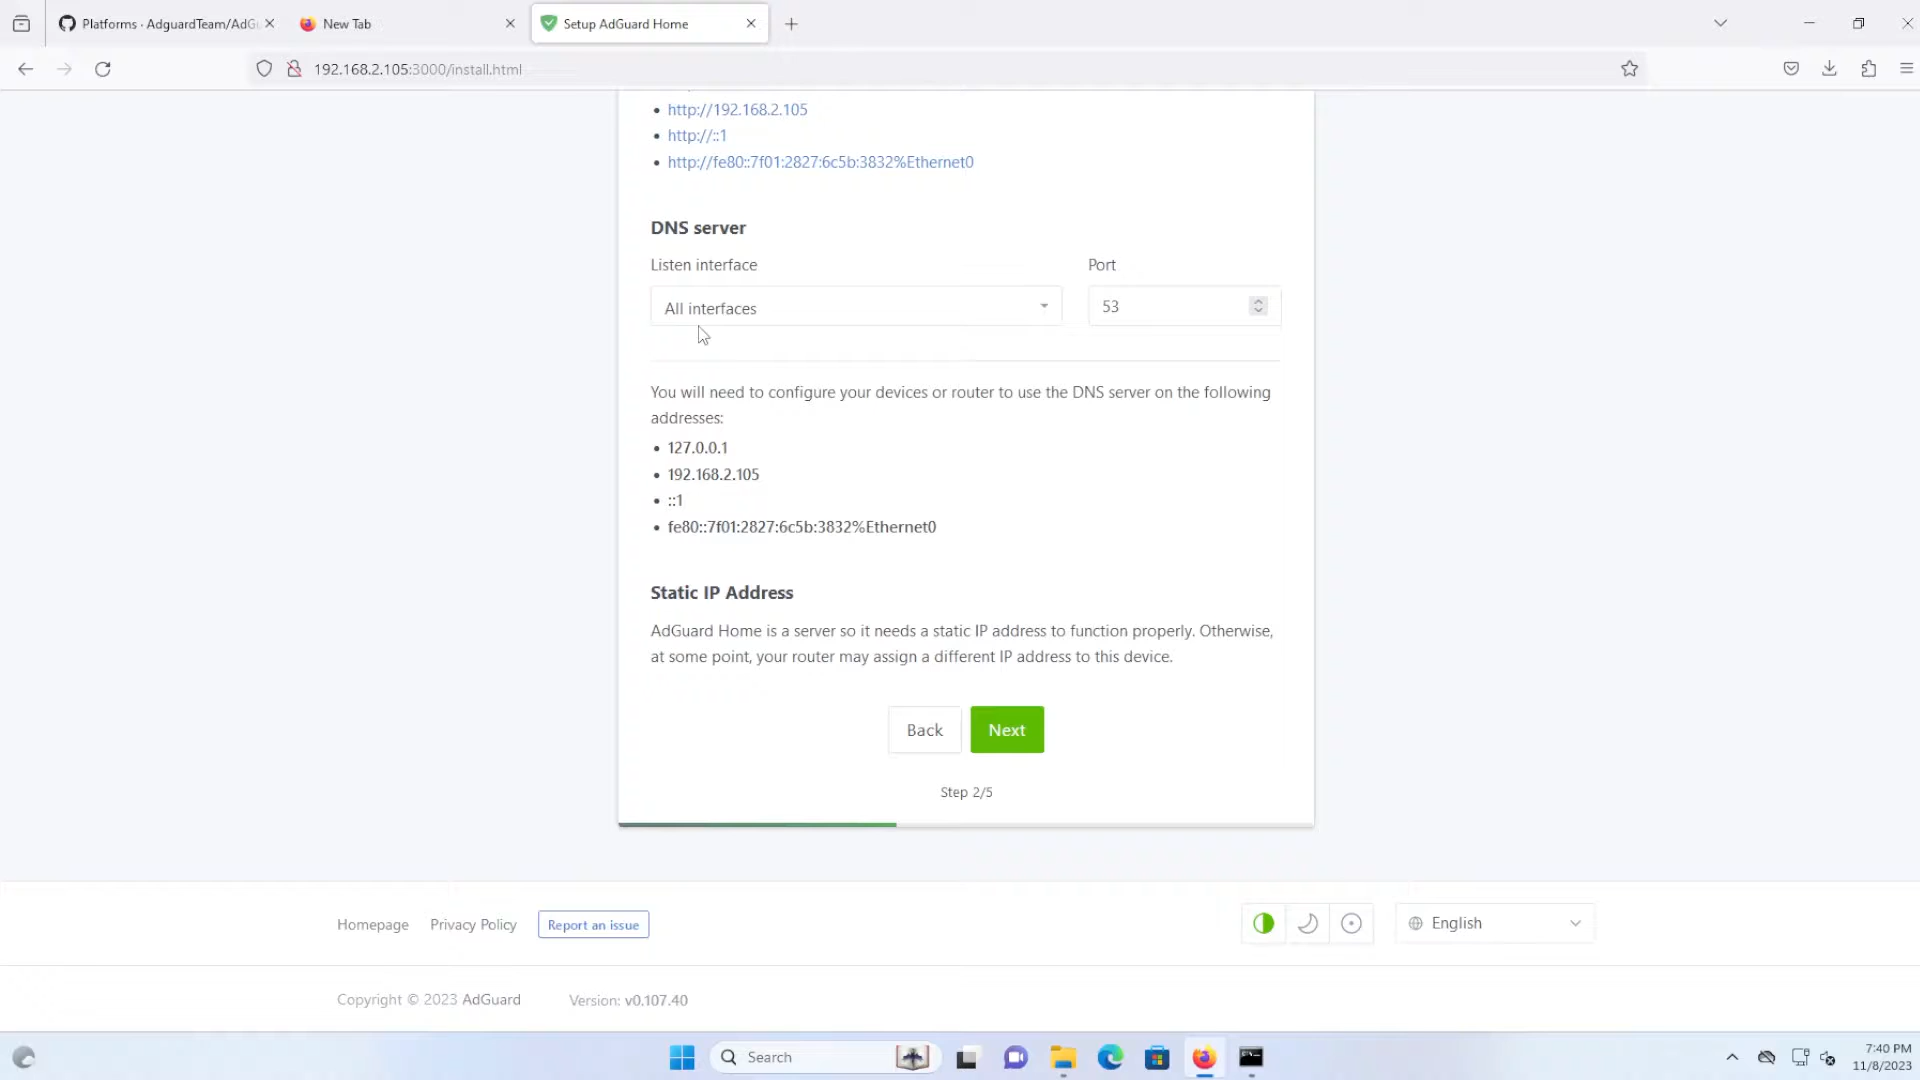 Platforms · AdguardTeam/AdGu
New Tab
Setup AdGuard Home
192.168.2.105:3000/install.html
• http://192.168.2.105
• http://::1
• http://fe80::7f01:2827:6c5b:3832%Ethernet0
DNS server
Listen interface
Port
All interfaces
53
You will need to configure your devices or router to use the DNS server on the following
addresses:
• 127.0.0.1
• 192.168.2.105
• ::1
• fe80::7f01:2827:6c5b:3832%Ethernet0
Static IP Address
AdGuard Home is a server so it needs a static IP address to function properly. Otherwise,
at some point, your router may assign a different IP address to this device.
Back
Next
Step 2/5
Homepage
Privacy Policy
Report an issue
English
Copyright © 2023 AdGuard
Version: v0.107.40
Search
7:40 PM
11/8/2023